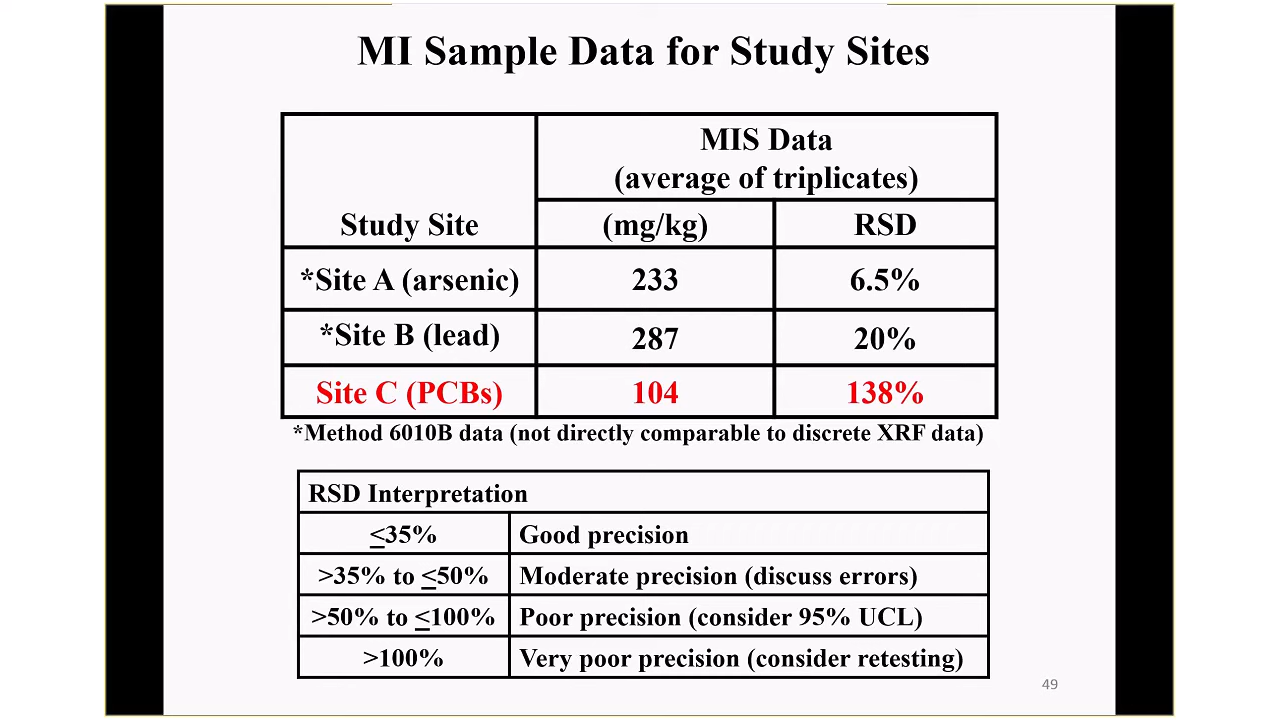 MI Sample Data for Study Sites
MIS Data
(average of triplicates)
Study Site (mg/kg) RSD
*Site A (arsenic) 233 6.5%
*Site B (lead) 287 20%
Site C (PCBs) 104 138%
*Method 6010B data (not directly comparable to discrete XRF data)
RSD Interpretation
≤35% Good precision
>35% to ≤50% Moderate precision (discuss errors)
>50% to ≤100% Poor precision (consider 95% UCL)
>100% Very poor precision (consider retesting)
49